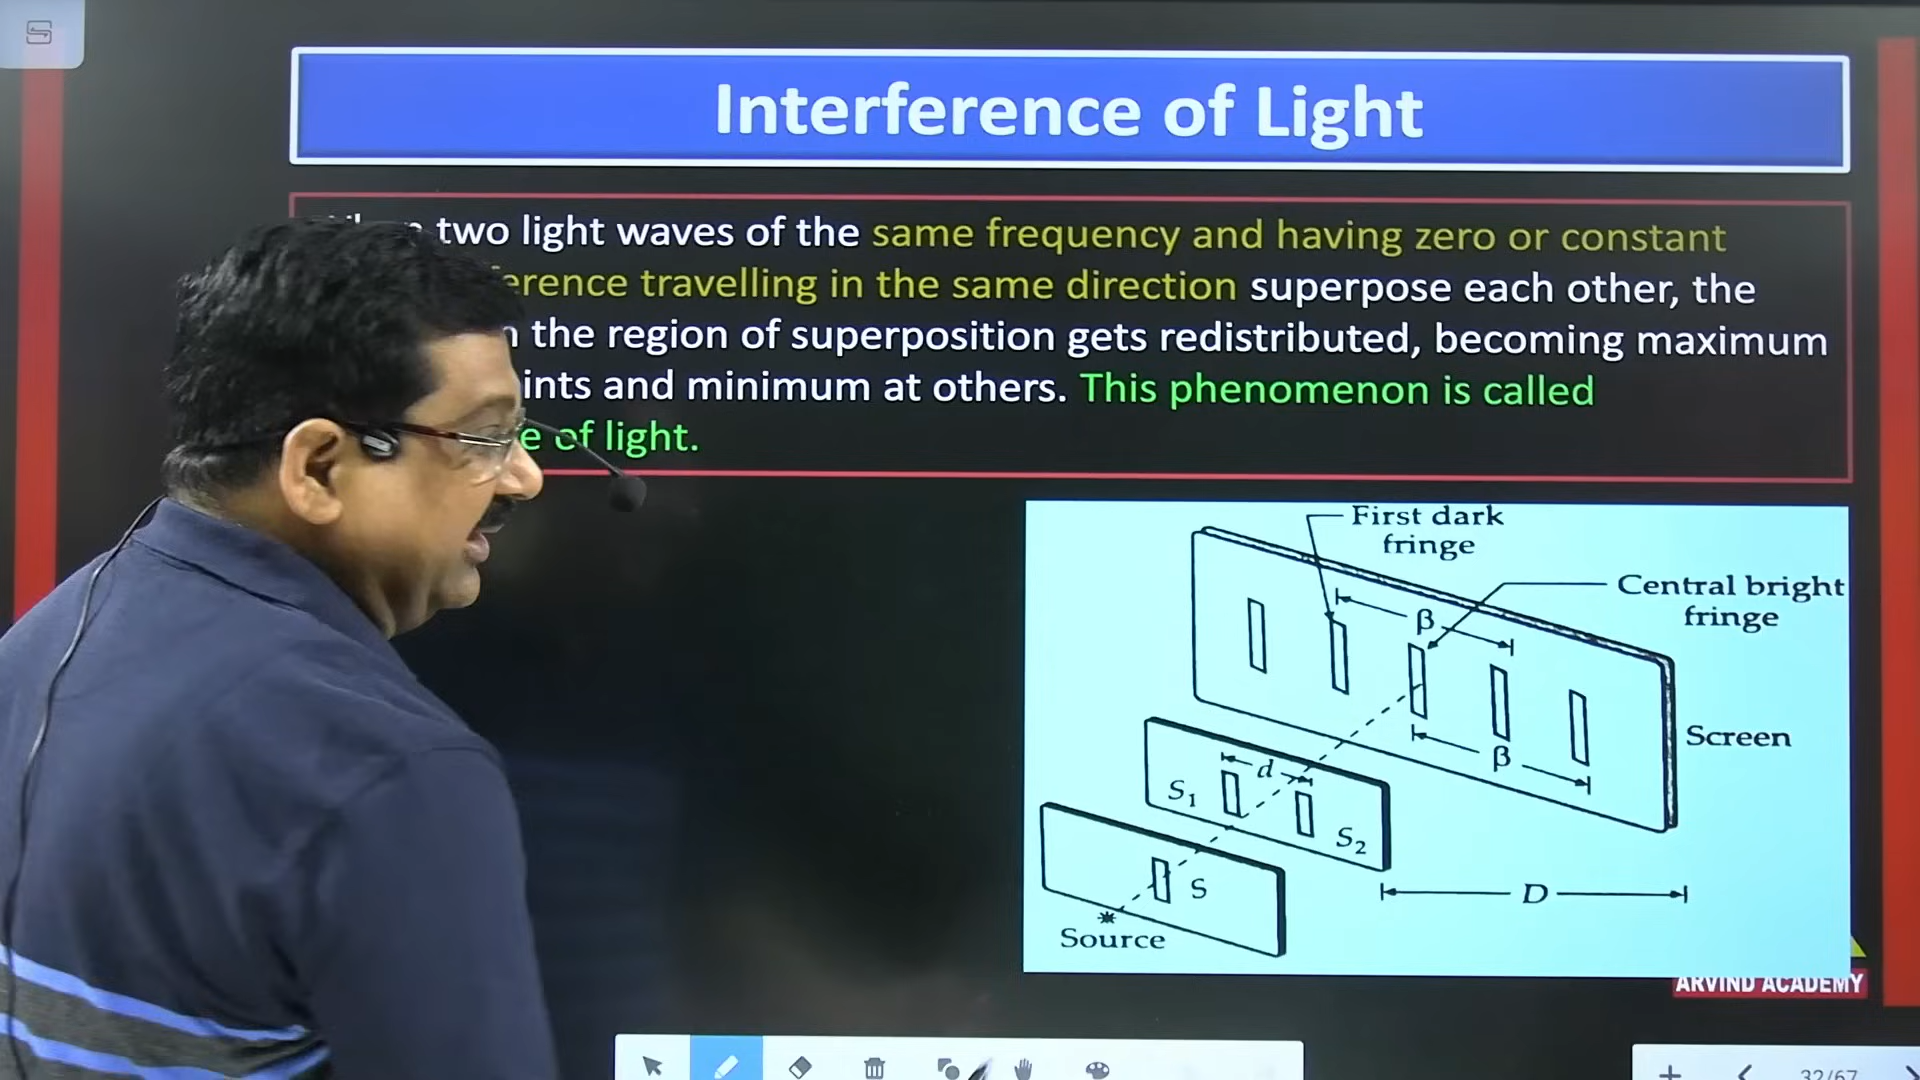 Interference of Light
two light waves of the same frequency and having zero or constant
erence travelling in the same direction superpose each other, the
the region of superposition gets redistributed, becoming maximum
ints and minimum at others. This phenomenon is called
e of light.
First dark
fringe
Central bright
fringe
β
β
Screen
d
S₁
S₂
S
D
Source
ARVIND ACADEMY
32/67